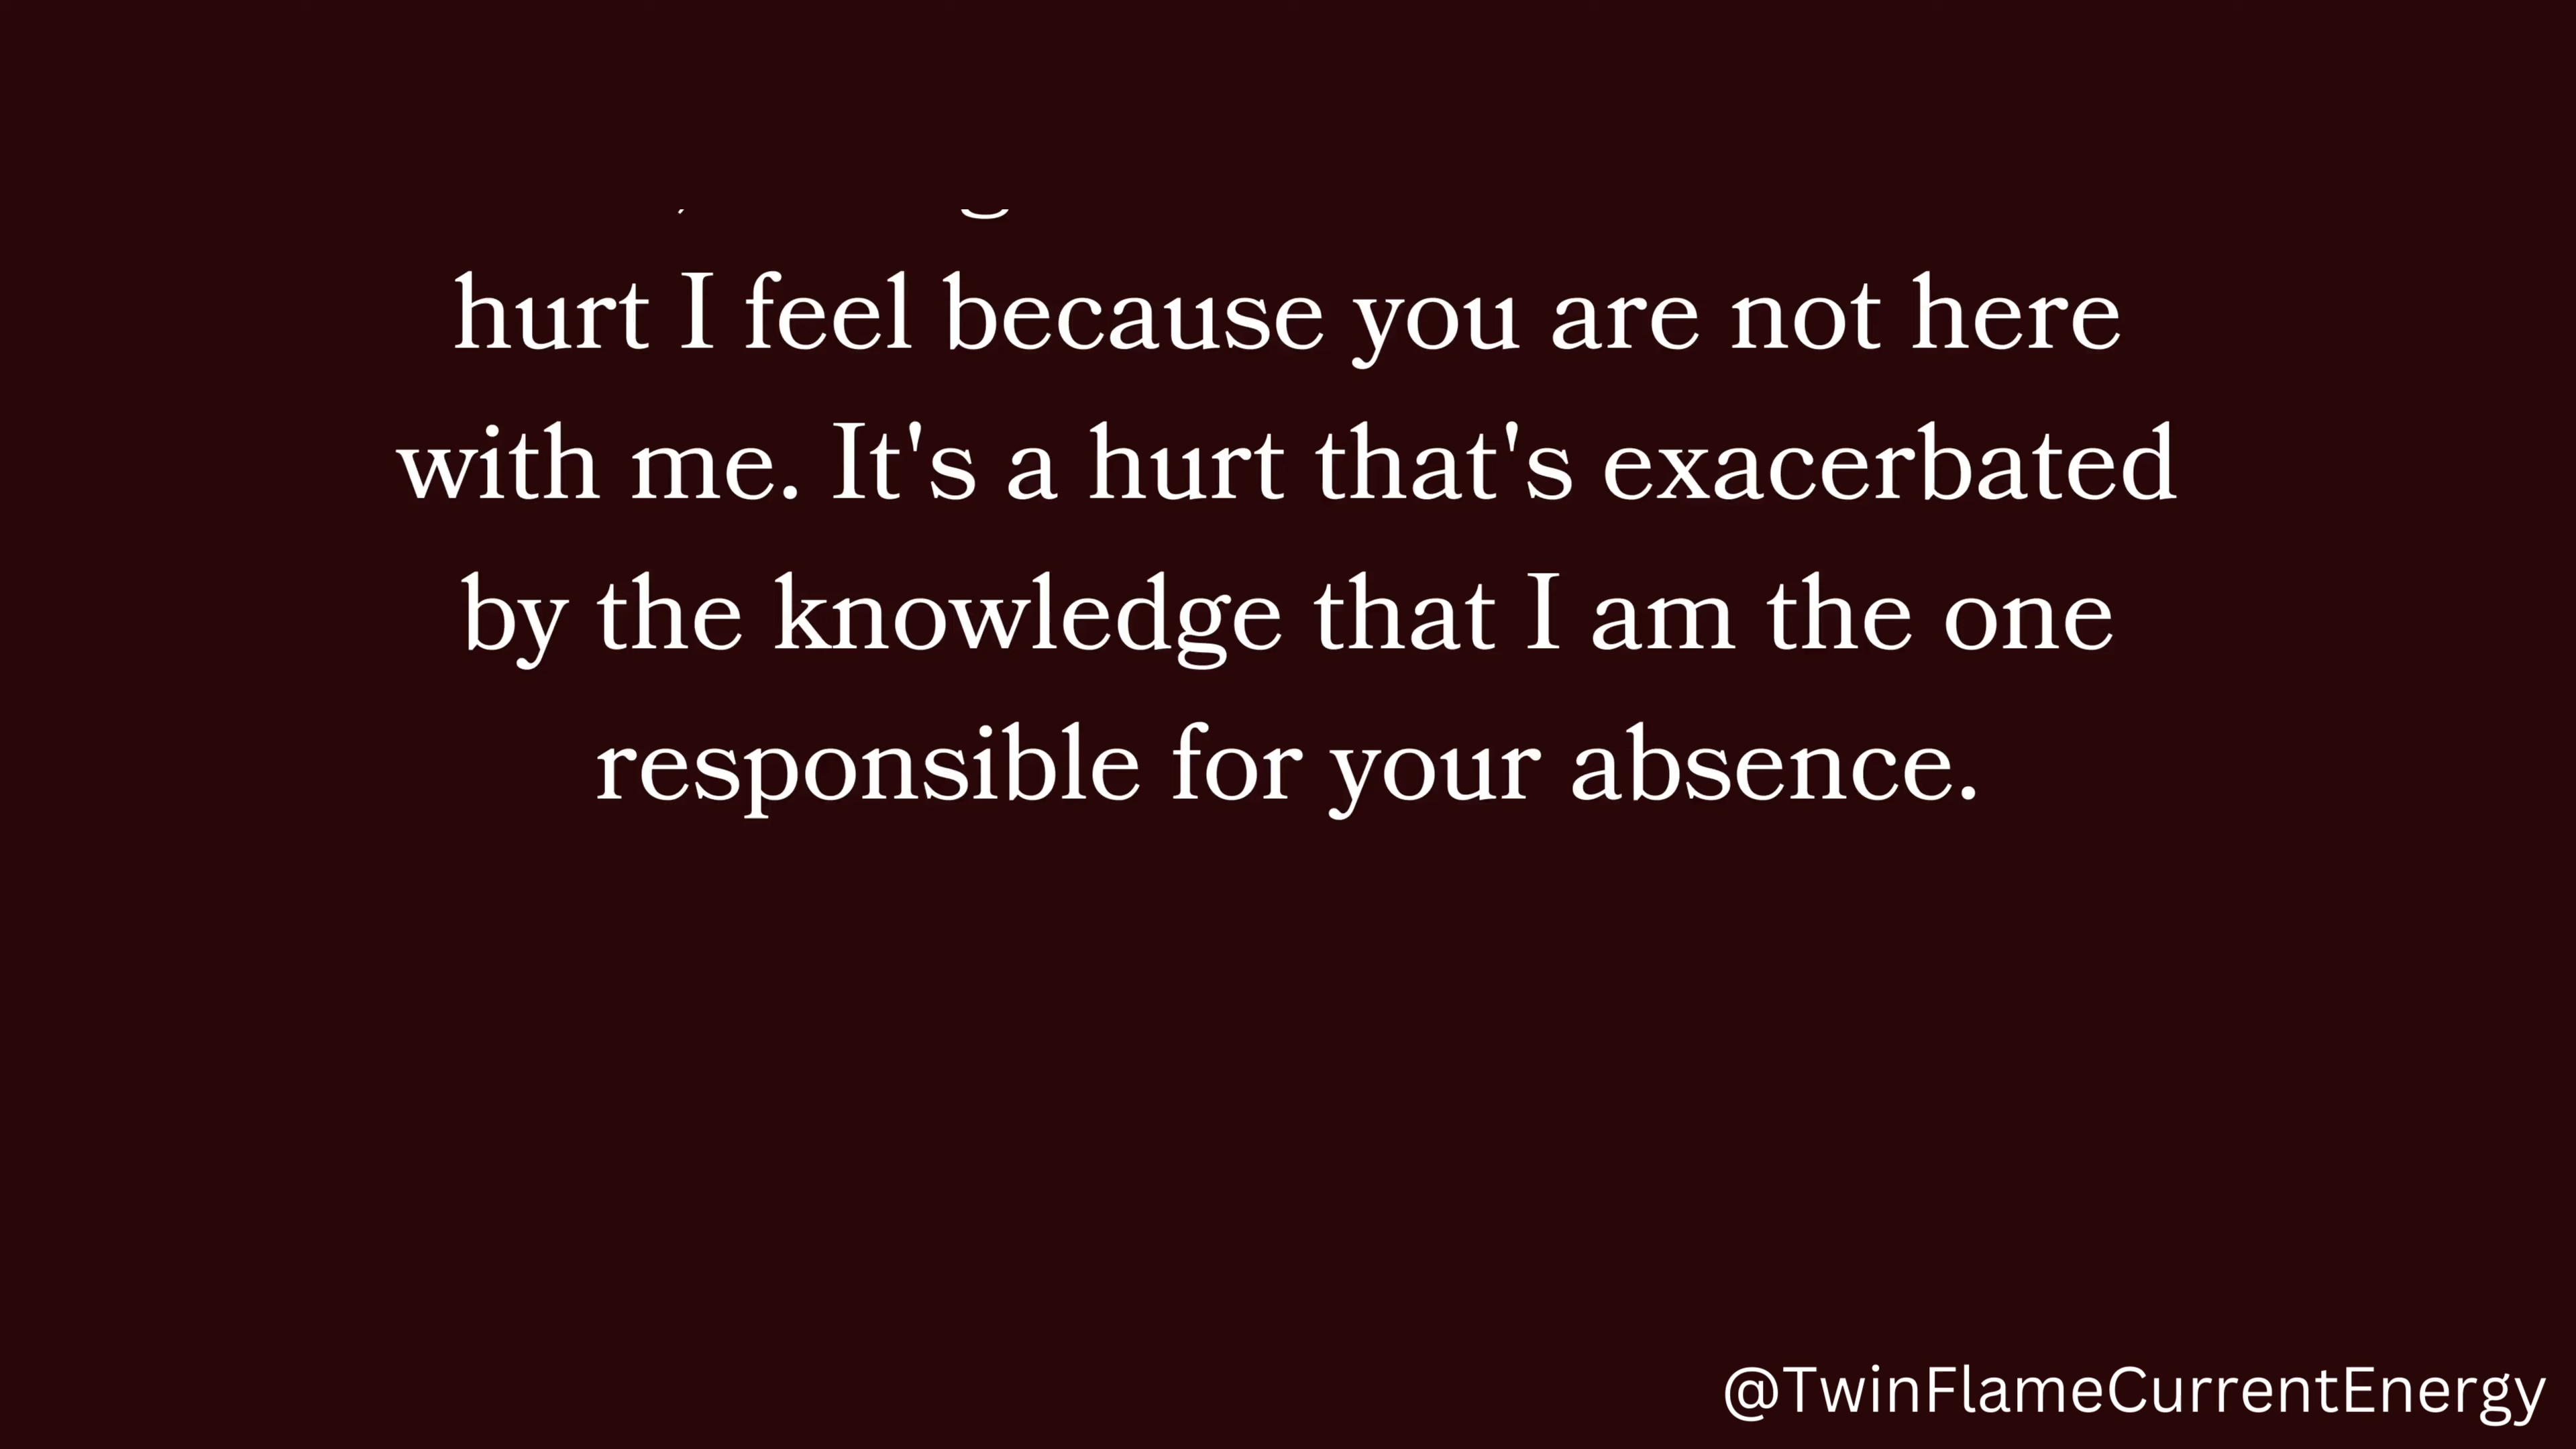 hurt I feel because you are not here
with me. It's a hurt that's exacerbated
by the knowledge that I am the one
responsible for your absence.
@TwinFlameCurrentEnergy